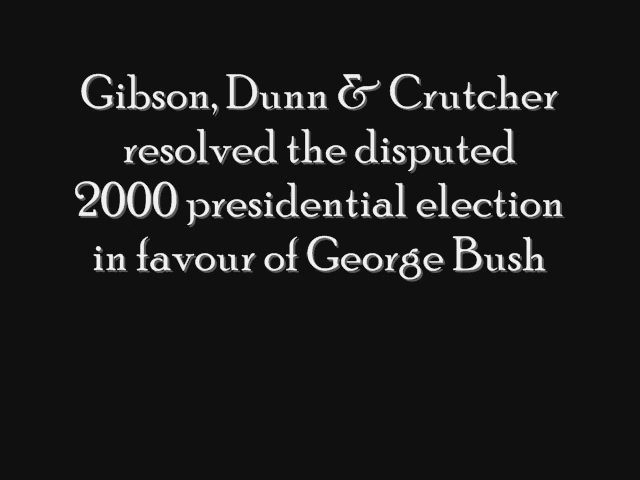 Gibson, Dunn & Crutcher
resolved the disputed
2000 presidential election
in favour of George Bush